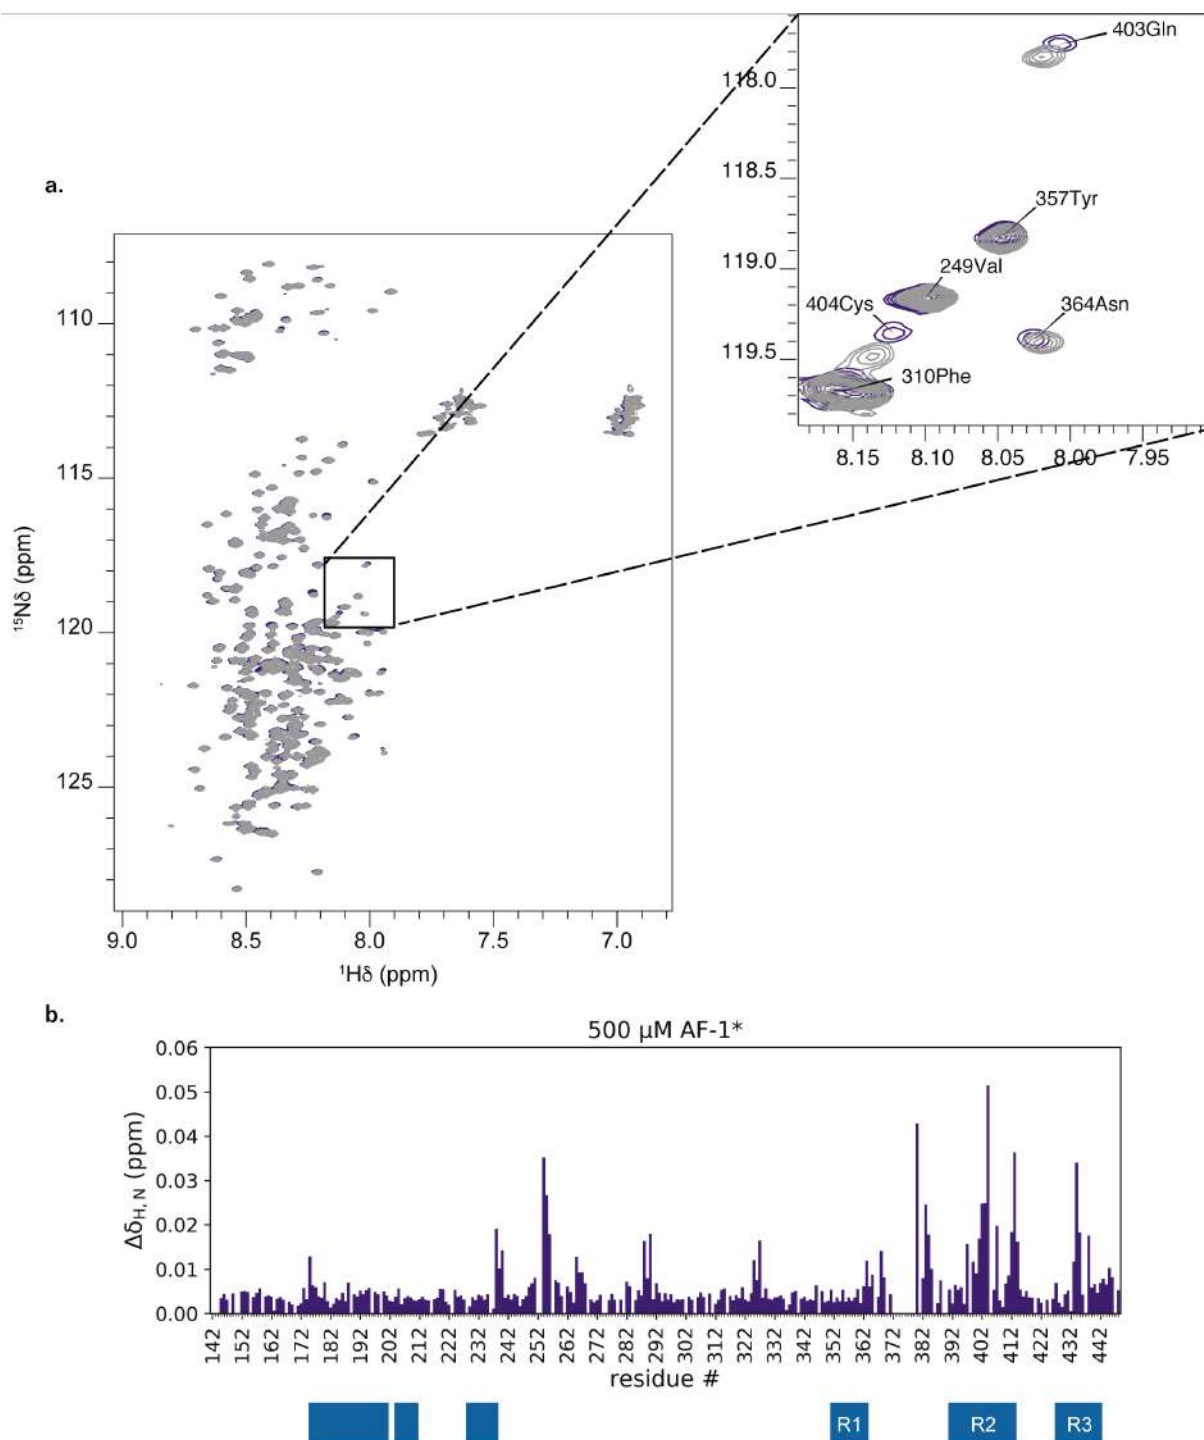 a.
118.0
118.5
119.0
119.5
403Gln
357Tyr
249Val
404Cys
364Asn
310Phe
8.15 8.10 8.05 8.00 7.95
110
115
120
125
¹⁵Nδ (ppm)
9.0 8.5 8.0 7.5 7.0
¹Hδ (ppm)
b.
500 μM AF-1*
0.06
0.05
0.04
0.03
0.02
0.01
0.00
Δδ_H, N (ppm)
142 152 162 172 182 192 202 212 222 232 242 252 262 272 282 292 302 312 322 332 342 352 362 372 382 392 402 412 422 432 442
residue #
R1 R2 R3